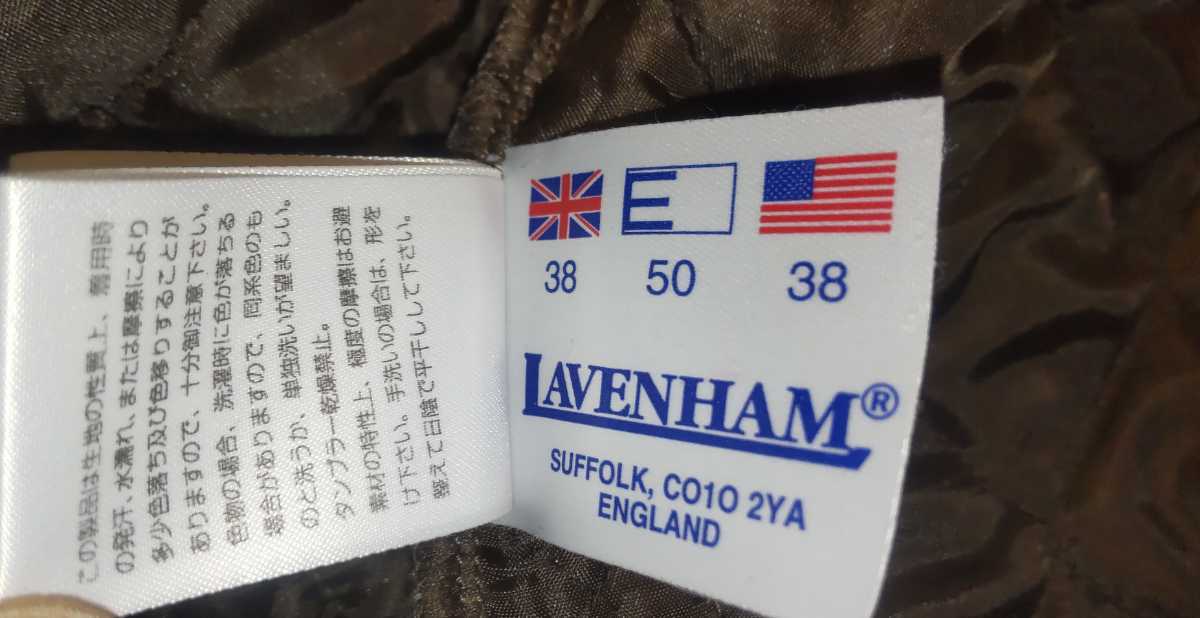 この製品は生地の性質上、着用時
の発汗、水濡れ、または摩擦により
多少色落ち及び色移りすることが
ありますので、十分御注意下さい。
色物の場合、洗濯時に色が落ちる
場合がありますので、同系色のも
のと洗うか、単独洗いが望ましい。
タンブラー乾燥禁止。
素材の特性上、極度の摩擦はお避
け下さい。手洗いの場合は、形を
整えて日陰で平干しして下さい。
E
38 50 38
LAVENHAM®
SUFFOLK, CO10 2YA
ENGLAND